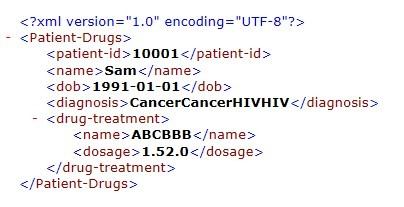 <?xml version="1.0" encoding="UTF-8"?>
- <Patient-Drugs>
<patient-id>10001</patient-id>
<name>Sam</name>
<dob>1991-01-01</dob>
<diagnosis>CancerCancerHIVHIV</diagnosis>
- <drug-treatment>
<name>ABCBBB</name>
<dosage>1.52.0</dosage>
</drug-treatment>
</Patient-Drugs>